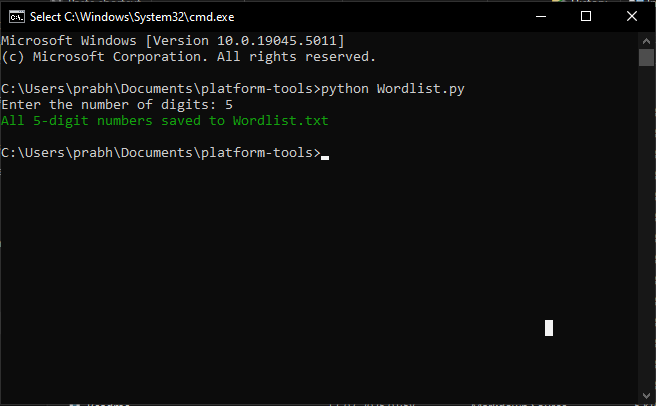 Select C:\Windows\System32\cmd.exe
Microsoft Windows [Version 10.0.19045.5011]
(c) Microsoft Corporation. All rights reserved.
C:\Users\prabh\Documents\platform-tools>python Wordlist.py
Enter the number of digits: 5
All 5-digit numbers saved to Wordlist.txt
C:\Users\prabh\Documents\platform-tools>